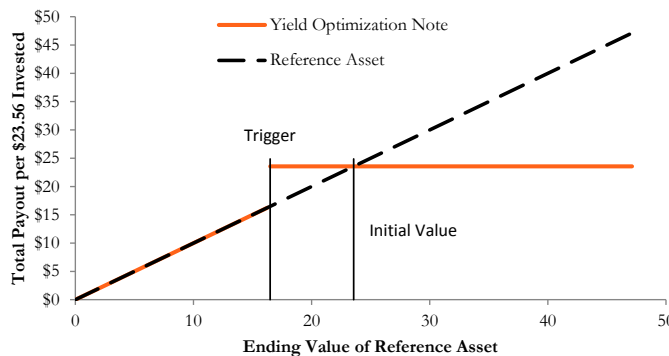 Yield Optimization Note
Reference Asset
Total Payout per $23.56 Invested
$50
$45
$40
$35
$30
$25
$20
$15
$10
$5
$0
Trigger
Initial Value
0
10
20
30
40
50
Ending Value of Reference Asset